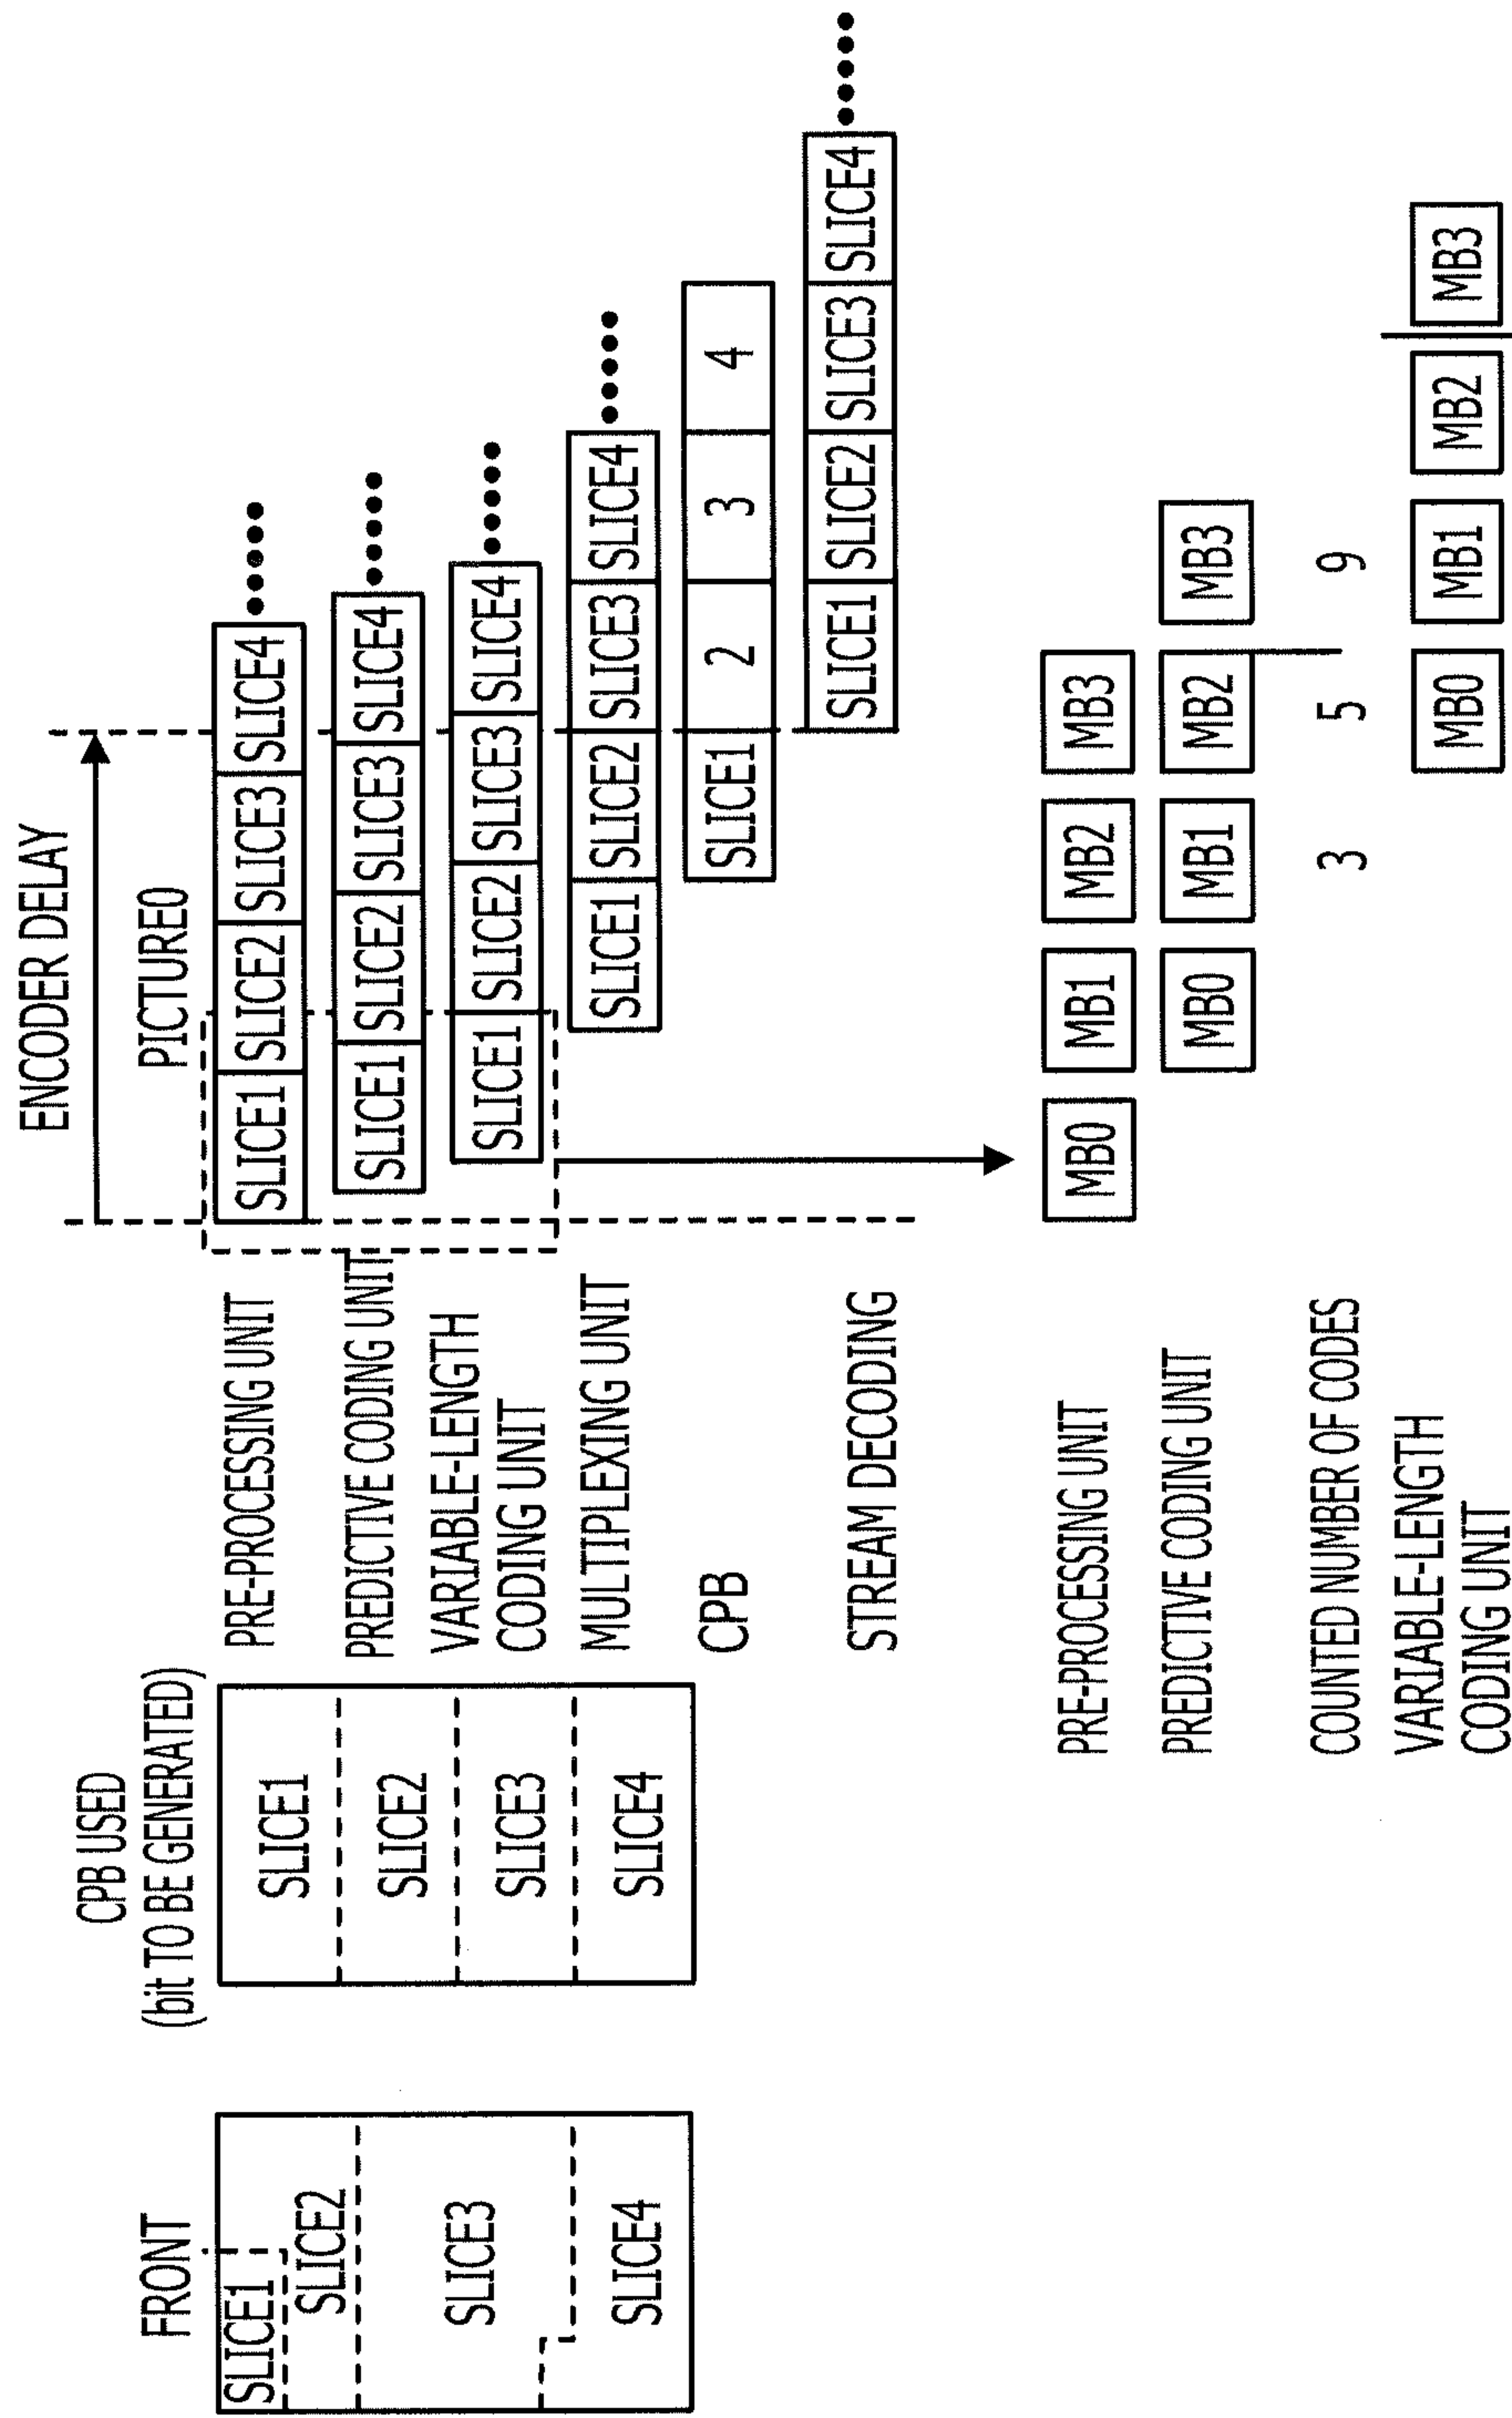 FRONT
SLICE1
SLICE2
SLICE3
SLICE4
CPB USED
(bit TO BE GENERATED)
SLICE1
SLICE2
SLICE3
SLICE4
ENCODER DELAY
PICTURE0
PRE-PROCESSING UNIT
SLICE1 SLICE2 SLICE3 SLICE4
PREDICTIVE CODING UNIT
SLICE1 SLICE2 SLICE3 SLICE4
VARIABLE-LENGTH
CODING UNIT
SLICE1 SLICE2 SLICE3 SLICE4
MULTIPLEXING UNIT
SLICE1 SLICE2 SLICE3 SLICE4
CPB
SLICE1 2 3 4
STREAM DECODING
SLICE1 SLICE2 SLICE3 SLICE4
PRE-PROCESSING UNIT
MB0 MB1 MB2 MB3
PREDICTIVE CODING UNIT
MB0 MB1 MB2 MB3
COUNTED NUMBER OF CODES
3 5 9
VARIABLE-LENGTH
CODING UNIT
MB0 MB1 MB2 MB3